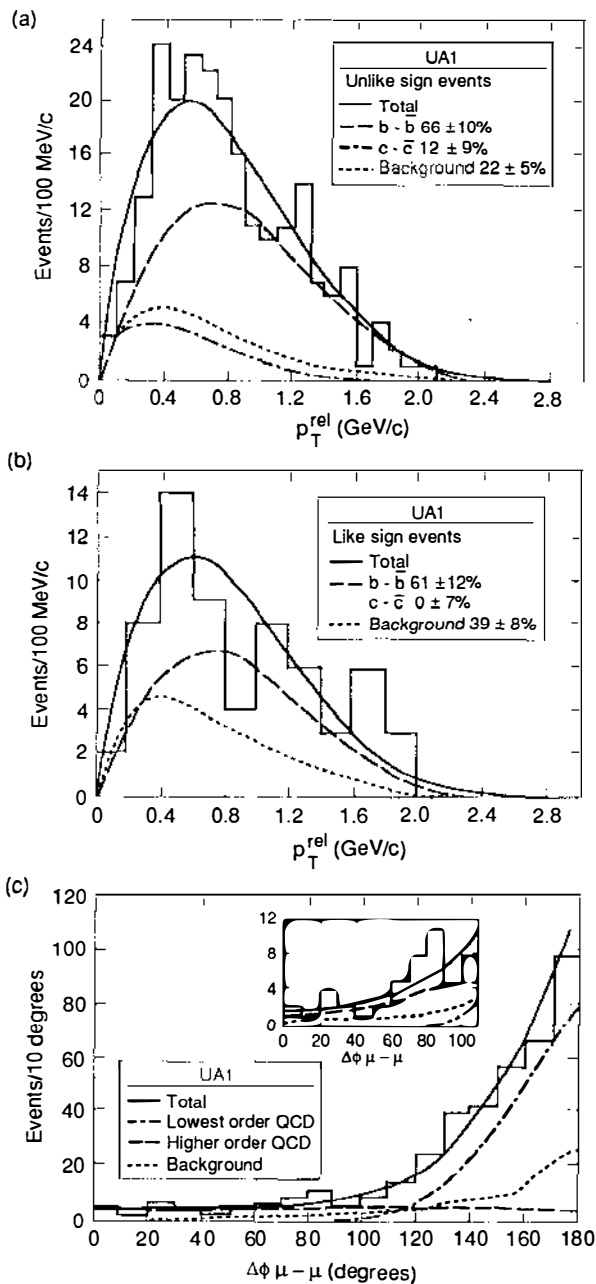 (a)
UA1
Unlike sign events
Total
b - b̄ 66 ± 10%
c - c̄ 12 ± 9%
Background 22 ± 5%
Events/100 MeV/c
20
16
12
8
4
0
0 0.4 0.8 1.2 1.6 2.0 2.4 2.8
p_T^rel (GeV/c)
(b)
UA1
Like sign events
Total
b - b̄ 61 ± 12%
c - c̄ 0 ± 7%
Background 39 ± 8%
Events/100 MeV/c
14
12
10
8
6
4
2
0
0 0.4 0.8 1.2 1.6 2.0 2.4 2.8
p_T^rel (GeV/c)
(c)
120
100
80
60
40
20
0
Events/10 degrees
12
8
4
0
0 20 40 60 80 100
Δϕ μ – μ
UA1
Total
Lowest order QCD
Higher order QCD
Background
0 20 40 60 80 100 120 140 160 180
Δϕ μ – μ (degrees)